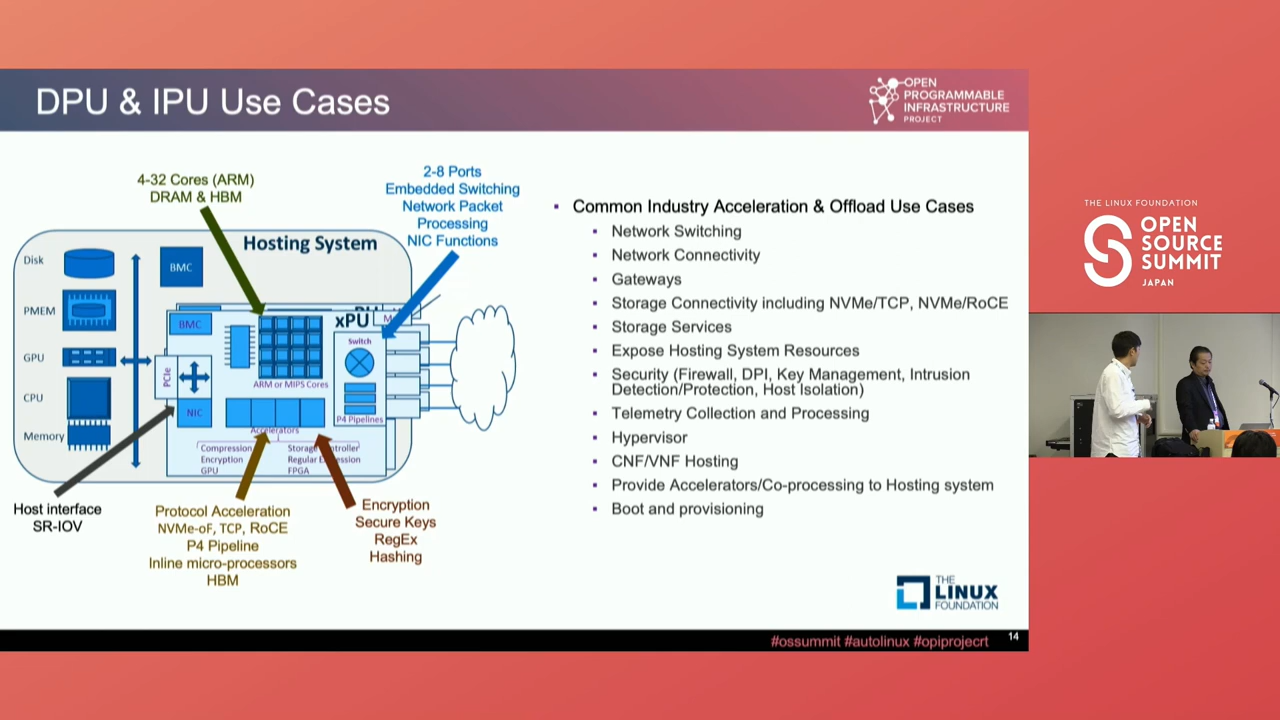 DPU & IPU Use Cases
OPEN
PROGRAMMABLE
INFRASTRUCTURE
PROJECT
4-32 Cores (ARM)
DRAM & HBM
2-8 Ports
Embedded Switching
Network Packet
Processing
NIC Functions
Hosting System
Disk
BMC
PMEM
BMC
xPU
Switch
GPU
PCIe
ARM or MIPS Cores
CPU
NIC
P4 Pipelines
Memory
Accelerators
Compression
Encryption
GPU
Storage Controller
Regular Expression
FPGA
Host interface
SR-IOV
Protocol Acceleration
NVMe-oF, TCP, RoCE
P4 Pipeline
Inline micro-processors
HBM
Encryption
Secure Keys
RegEx
Hashing
▪ Common Industry Acceleration & Offload Use Cases
▪ Network Switching
▪ Network Connectivity
▪ Gateways
▪ Storage Connectivity including NVMe/TCP, NVMe/RoCE
▪ Storage Services
▪ Expose Hosting System Resources
▪ Security (Firewall, DPI, Key Management, Intrusion
Detection/Protection, Host Isolation)
▪ Telemetry Collection and Processing
▪ Hypervisor
▪ CNF/VNF Hosting
▪ Provide Accelerators/Co-processing to Hosting system
▪ Boot and provisioning
THE
LINUX
FOUNDATION
#ossummit #autolinux #opiprojecrt
14
THE LINUX FOUNDATION
OPEN
SOURCE
SUMMIT
JAPAN